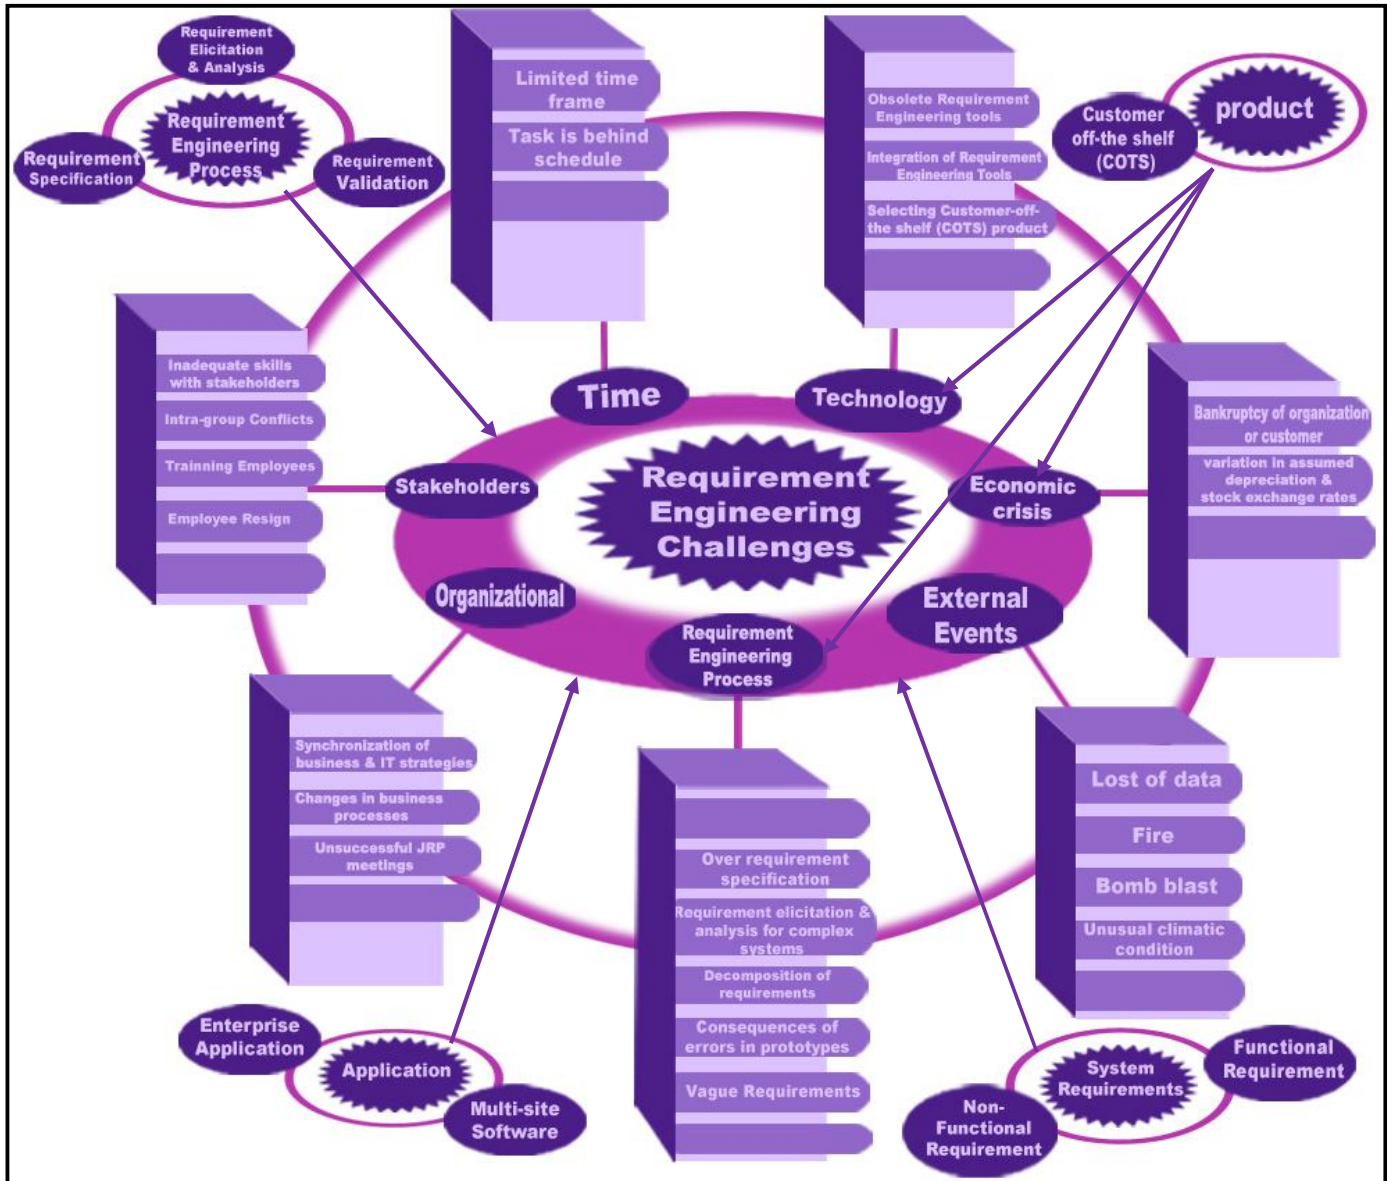 Requirement
Elicitation
& Analysis
Requirement
Engineering
Process
Requirement
Specification
Requirement
Validation
Limited time
frame
Task is behind
schedule
Obsolete Requirement
Engineering tools
Integration of Requirement
Engineering Tools
Selecting Customer-off-
the shelf (COTS) product
product
Customer
off-the shelf
(COTS)
Inadequate skills
with stakeholders
Intra-group Conflicts
Trainning Employees
Employee Resign
Time
Technology
Bankruptcy of organization
or customer
variation in assumed
depreciation &
stock exchange rates
Stakeholders
Requirement
Engineering
Challenges
Economic
crisis
Organizational
Requirement
Engineering
Process
External
Events
Synchronization of
business & IT strategies
Changes in business
processes
Unsuccessful JRP
meetings
Over requirement
specification
Requirement elicitation &
analysis for complex
systems
Decomposition of
requirements
Consequences of
errors in prototypes
Vague Requirements
Lost of data
Fire
Bomb blast
Unusual climatic
condition
Enterprise
Application
Application
Multi-site
Software
System
Requirements
Functional
Requirement
Non-
Functional
Requirement